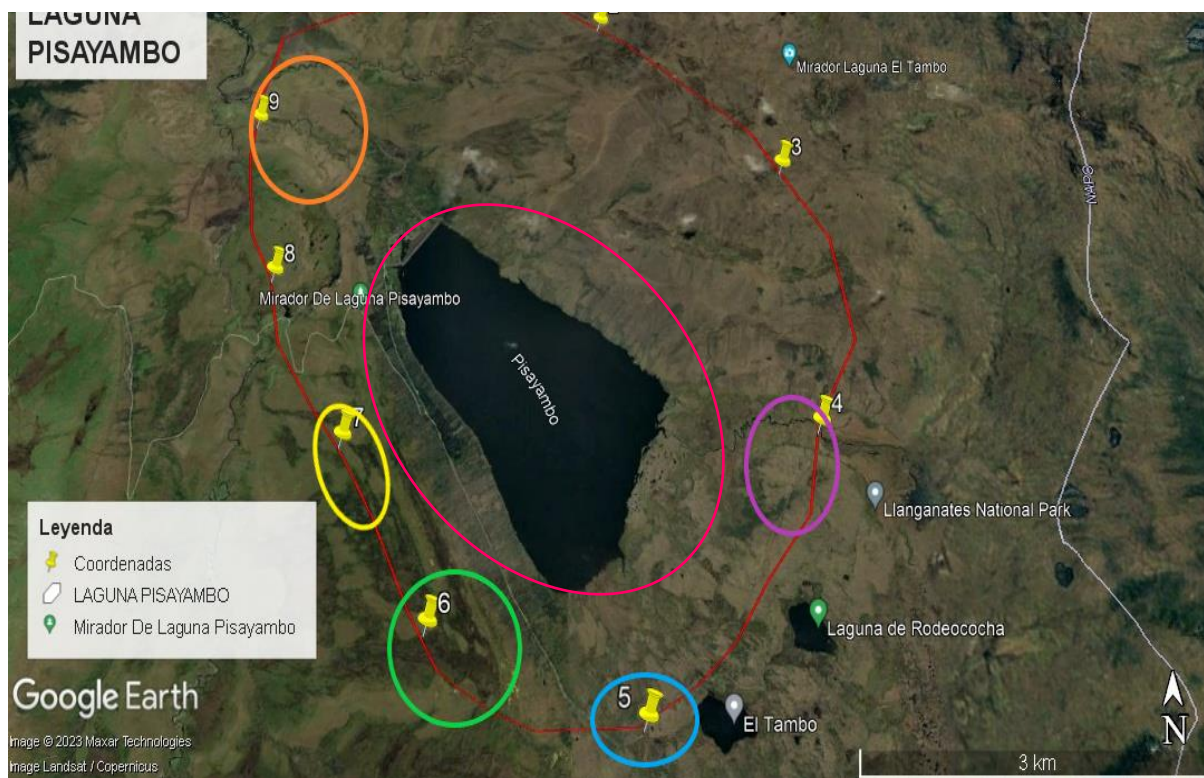 LAGUNA
PISAYAMBO
9
Mirador Laguna El Tambo
3
NAPO
8
Mirador De Laguna Pisayambo
Pisayambo
4
7
Llanganates National Park
Leyenda
Coordenadas
LAGUNA PISAYAMBO
Mirador De Laguna Pisayambo
6
Laguna de Rodeococha
5
El Tambo
Google Earth
N
Image © 2023 Maxar Technologies
Image Landsat / Copernicus
3 km